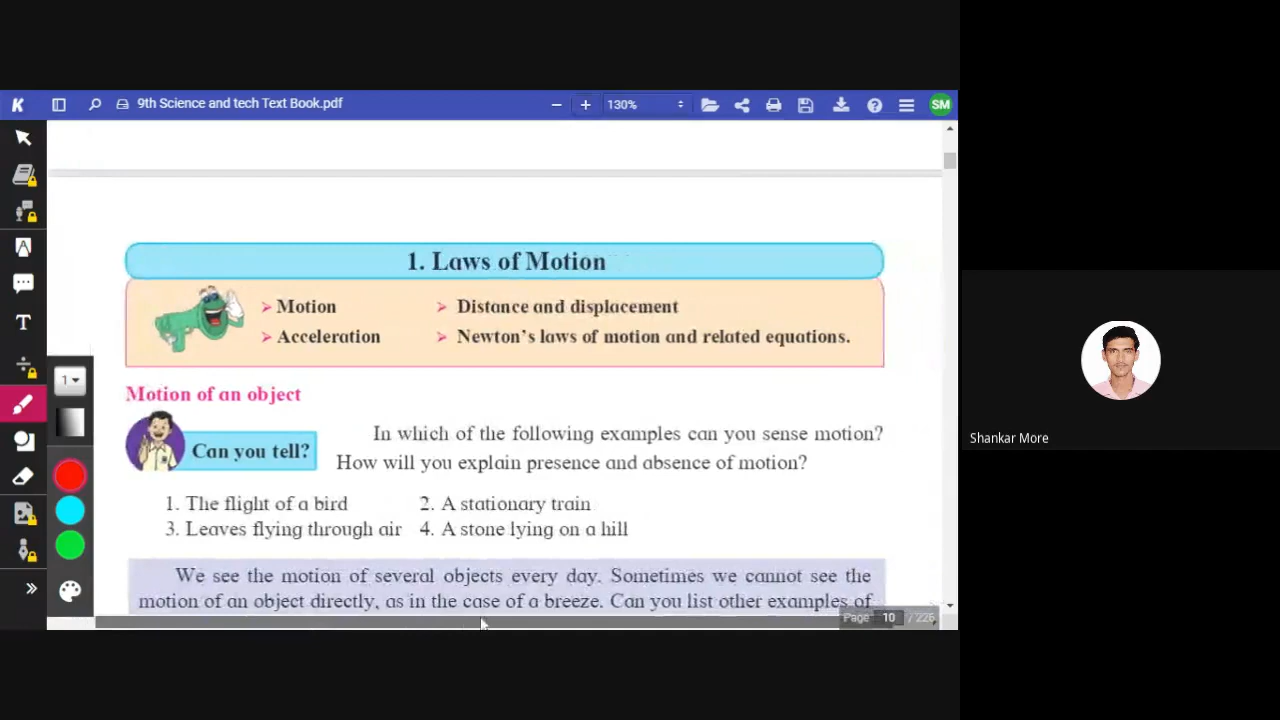 K 9th Science and tech Text Book.pdf 130% SM
1. Laws of Motion
➢ Motion ➢ Distance and displacement
➢ Acceleration ➢ Newton's laws of motion and related equations.
Motion of an object
Can you tell?
In which of the following examples can you sense motion?
How will you explain presence and absence of motion?
1. The flight of a bird 2. A stationary train
3. Leaves flying through air 4. A stone lying on a hill
We see the motion of several objects every day. Sometimes we cannot see the
motion of an object directly, as in the case of a breeze. Can you list other examples of
Page 10 / 226
1
T
Shankar More